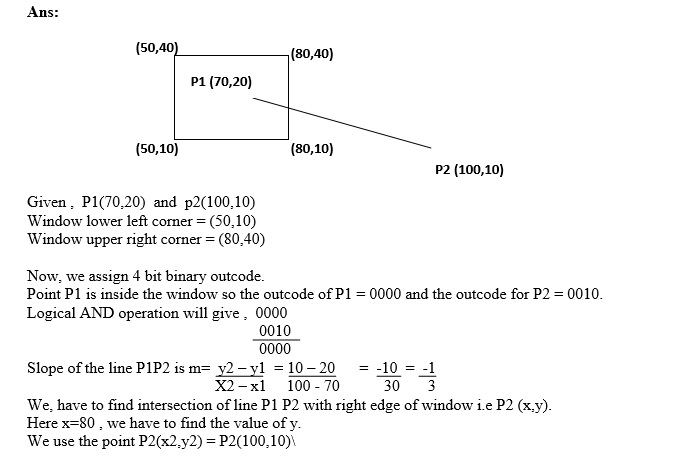 Ans:
(50,40)
(80,40)
P1 (70,20)
(50,10)
(80,10)
P2 (100,10)
Given , P1(70,20) and p2(100,10)
Window lower left corner = (50,10)
Window upper right corner = (80,40)
Now, we assign 4 bit binary outcode.
Point P1 is inside the window so the outcode of P1 = 0000 and the outcode for P2 = 0010.
Logical AND operation will give , 0000
0010
0000
Slope of the line P1P2 is m= y2 – y1 = 10 – 20 = -10 = -1
X2 – x1 100 - 70 30 3
We, have to find intersection of line P1 P2 with right edge of window i.e P2 (x,y).
Here x=80 , we have to find the value of y.
We use the point P2(x2,y2) = P2(100,10)\